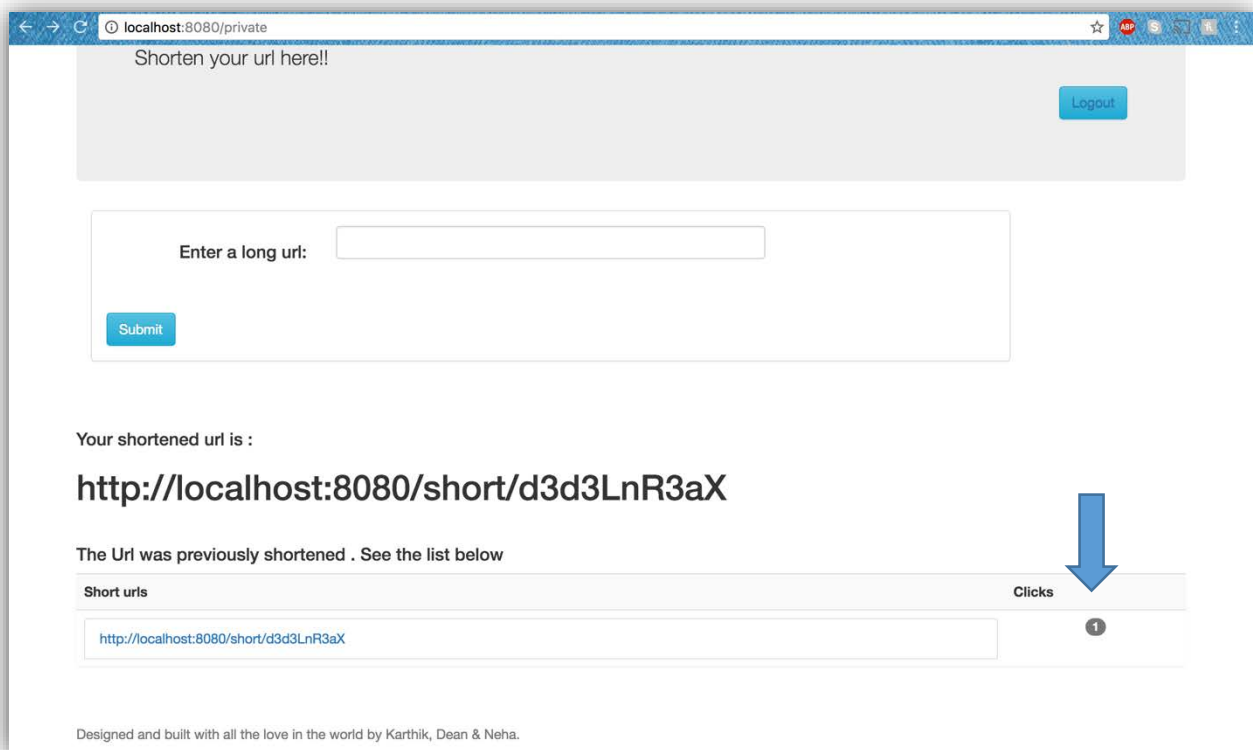 localhost:8080/private
ABP
S
Shorten your url here!!
Logout
Enter a long url:
Submit
Your shortened url is :
http://localhost:8080/short/d3d3LnR3aX
The Url was previously shortened . See the list below
Short urls Clicks
http://localhost:8080/short/d3d3LnR3aX 1
Designed and built with all the love in the world by Karthik, Dean & Neha.